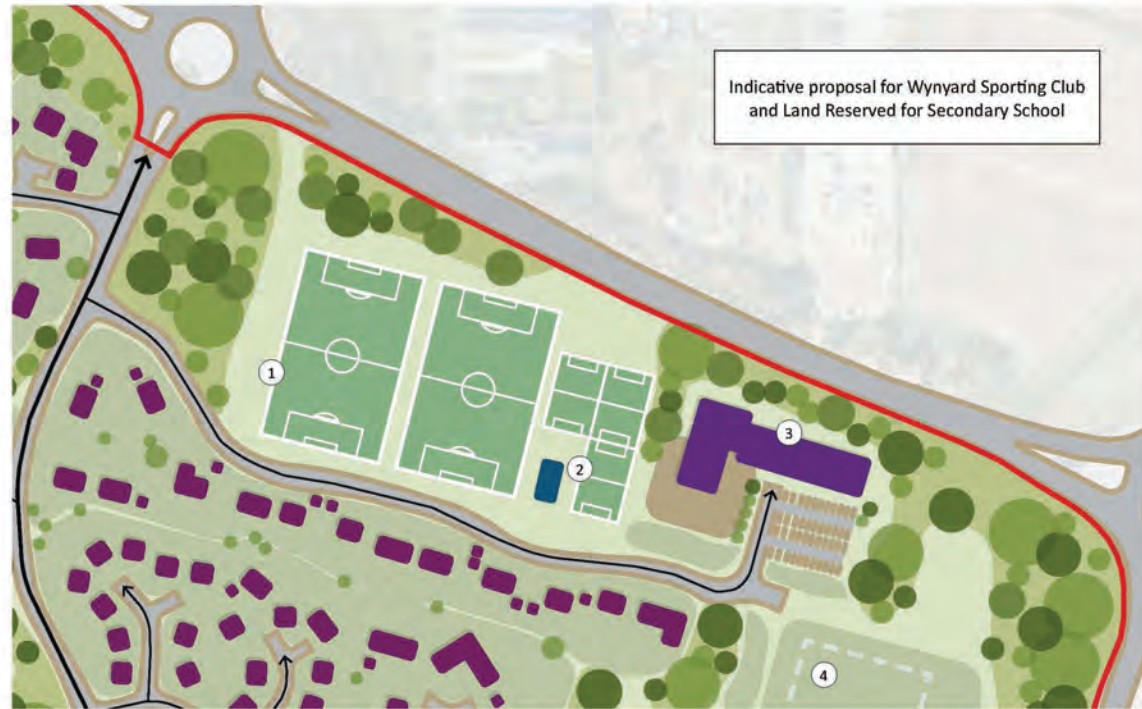 Indicative proposal for Wynyard Sporting Club
and Land Reserved for Secondary School
1
2
3
4